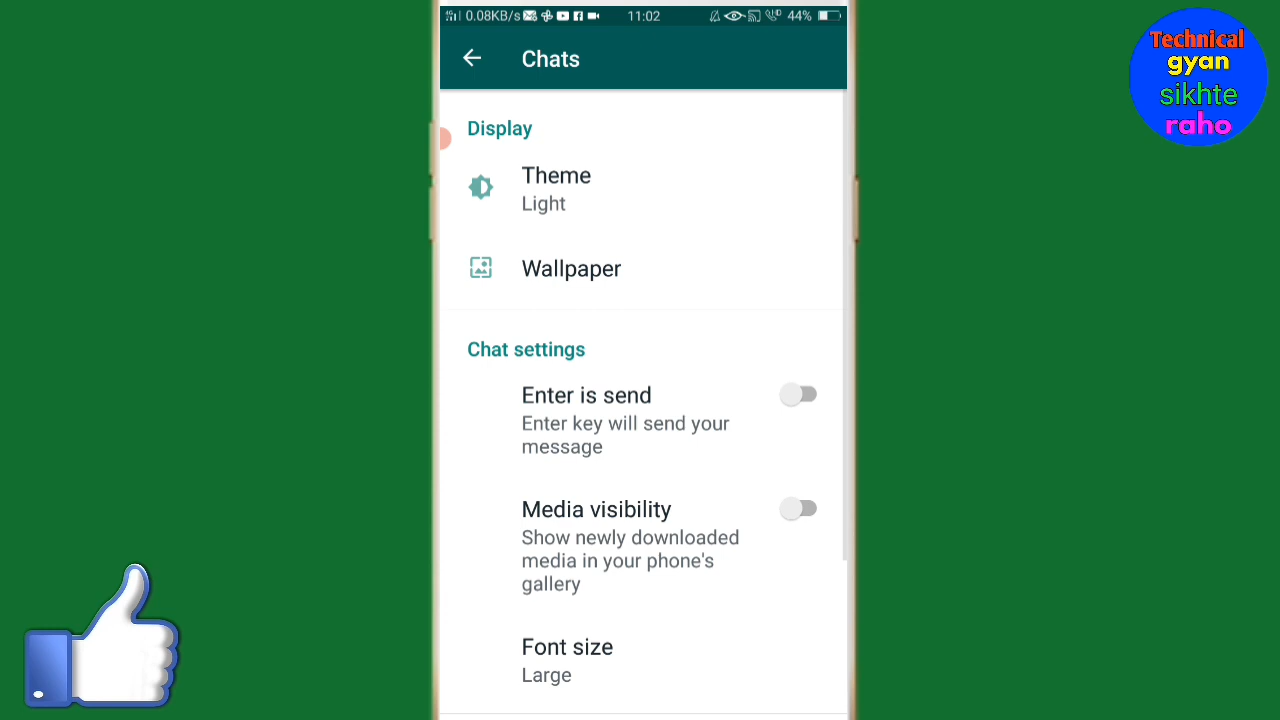 0.08KB/s 11:02 44%
Chats
Display
Theme
Light
Wallpaper
Chat settings
Enter is send
Enter key will send your
message
Media visibility
Show newly downloaded
media in your phone's
gallery
Font size
Large
Technical
gyan
sikhte
raho